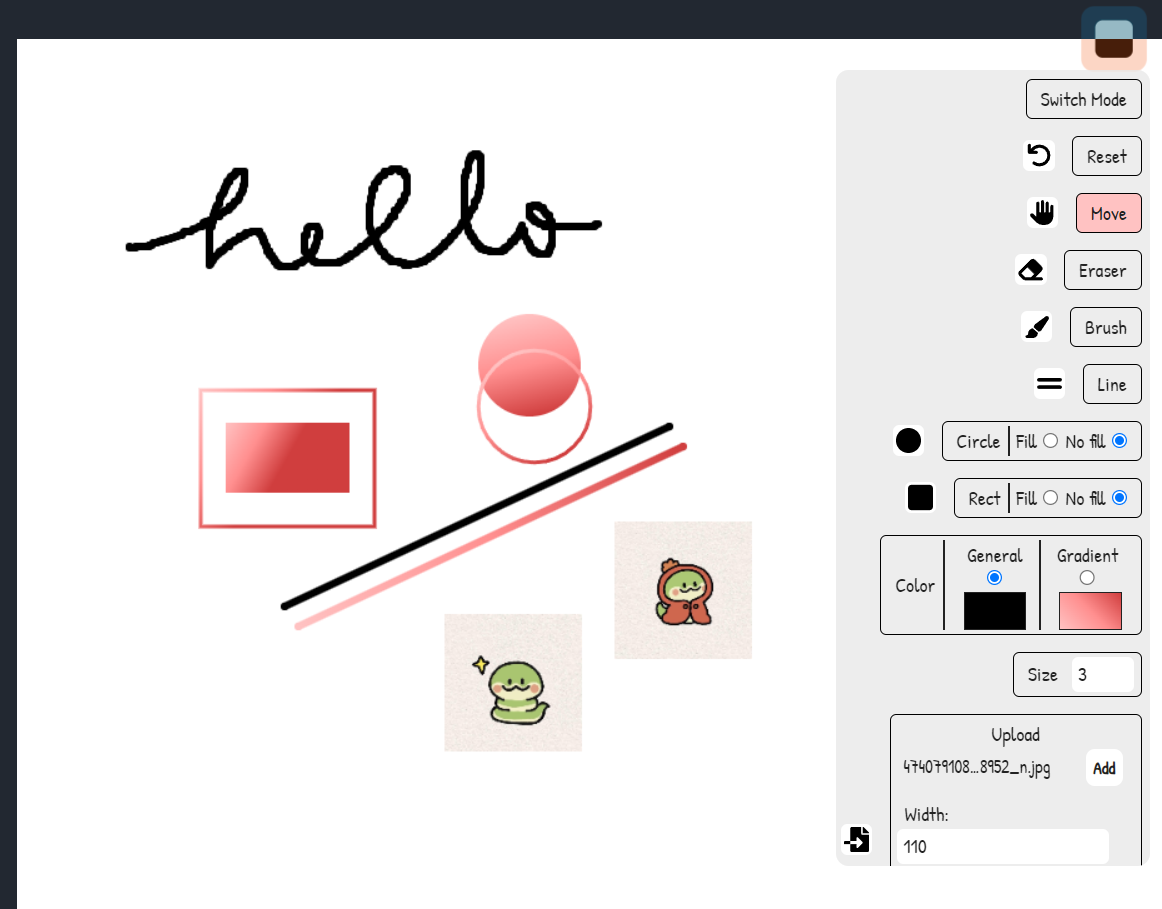 hello
Switch Mode
Reset
Move
Eraser
Brush
Line
Circle Fill No fill
Rect Fill No fill
General Gradient
Color
Size 3
Upload
474079108...8952_n.jpg Add
Width:
110